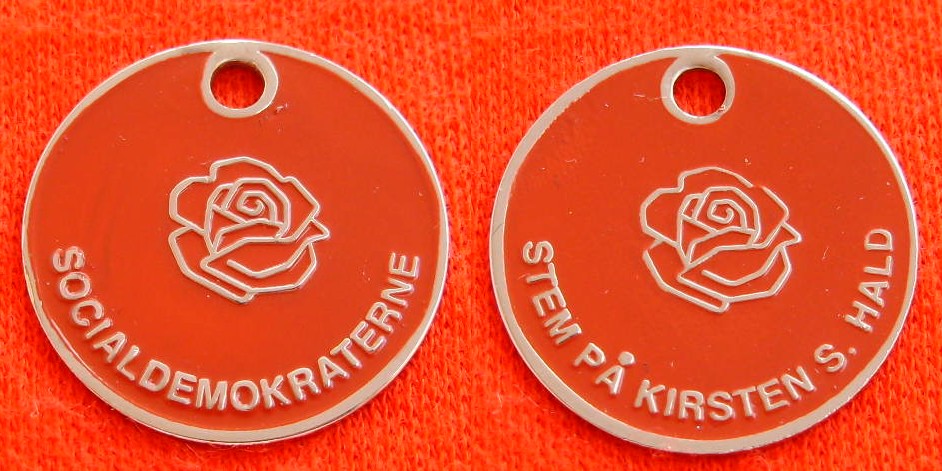 SOCIALDEMOKRATERNE
STEM PÅ KIRSTEN S. HALD